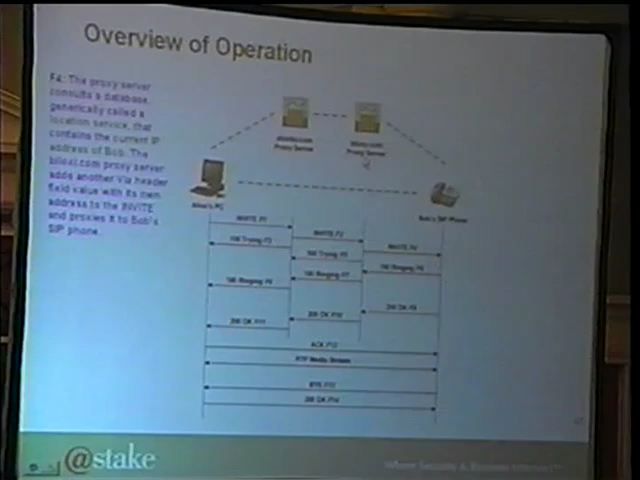 Overview of Operation
F4: The proxy server
consults a database,
generically called a
location service, that
contains the current IP
address of Bob. The
biloxi.com proxy server
adds another Via header
field value with its own
address to the INVITE
and proxies it to Bob's
SIP phone.
Proxy Server
Proxy Server
Alice's PC
Bob's SIP Phone
INVITE F1
INVITE F2
INVITE F4
100 Trying F3
100 Trying F5
180 Ringing F6
180 Ringing F7
180 Ringing F8
200 OK F9
200 OK F10
200 OK F11
ACK F12
RTP Media Stream
BYE F13
200 OK F14
@stake